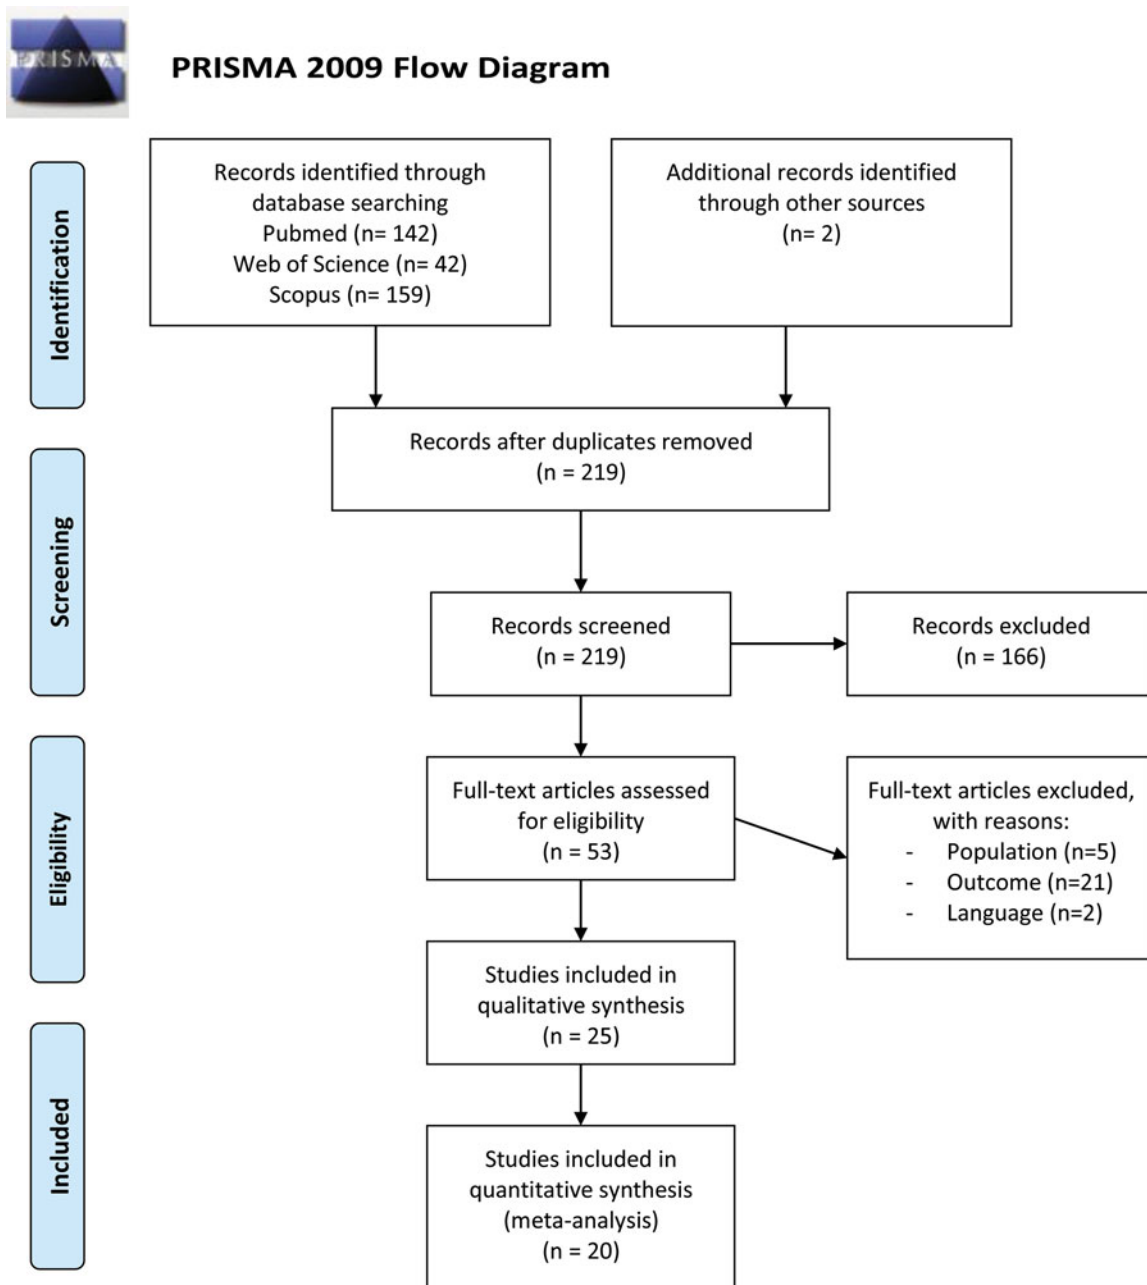 PRISMA
PRISMA 2009 Flow Diagram
Identification
Records identified through
database searching
Pubmed (n= 142)
Web of Science (n= 42)
Scopus (n= 159)
Additional records identified
through other sources
(n= 2)
Records after duplicates removed
(n = 219)
Screening
Records screened
(n = 219)
Records excluded
(n = 166)
Eligibility
Full-text articles assessed
for eligibility
(n = 53)
Full-text articles excluded,
with reasons:
- Population (n=5)
- Outcome (n=21)
- Language (n=2)
Studies included in
qualitative synthesis
(n = 25)
Included
Studies included in
quantitative synthesis
(meta-analysis)
(n = 20)